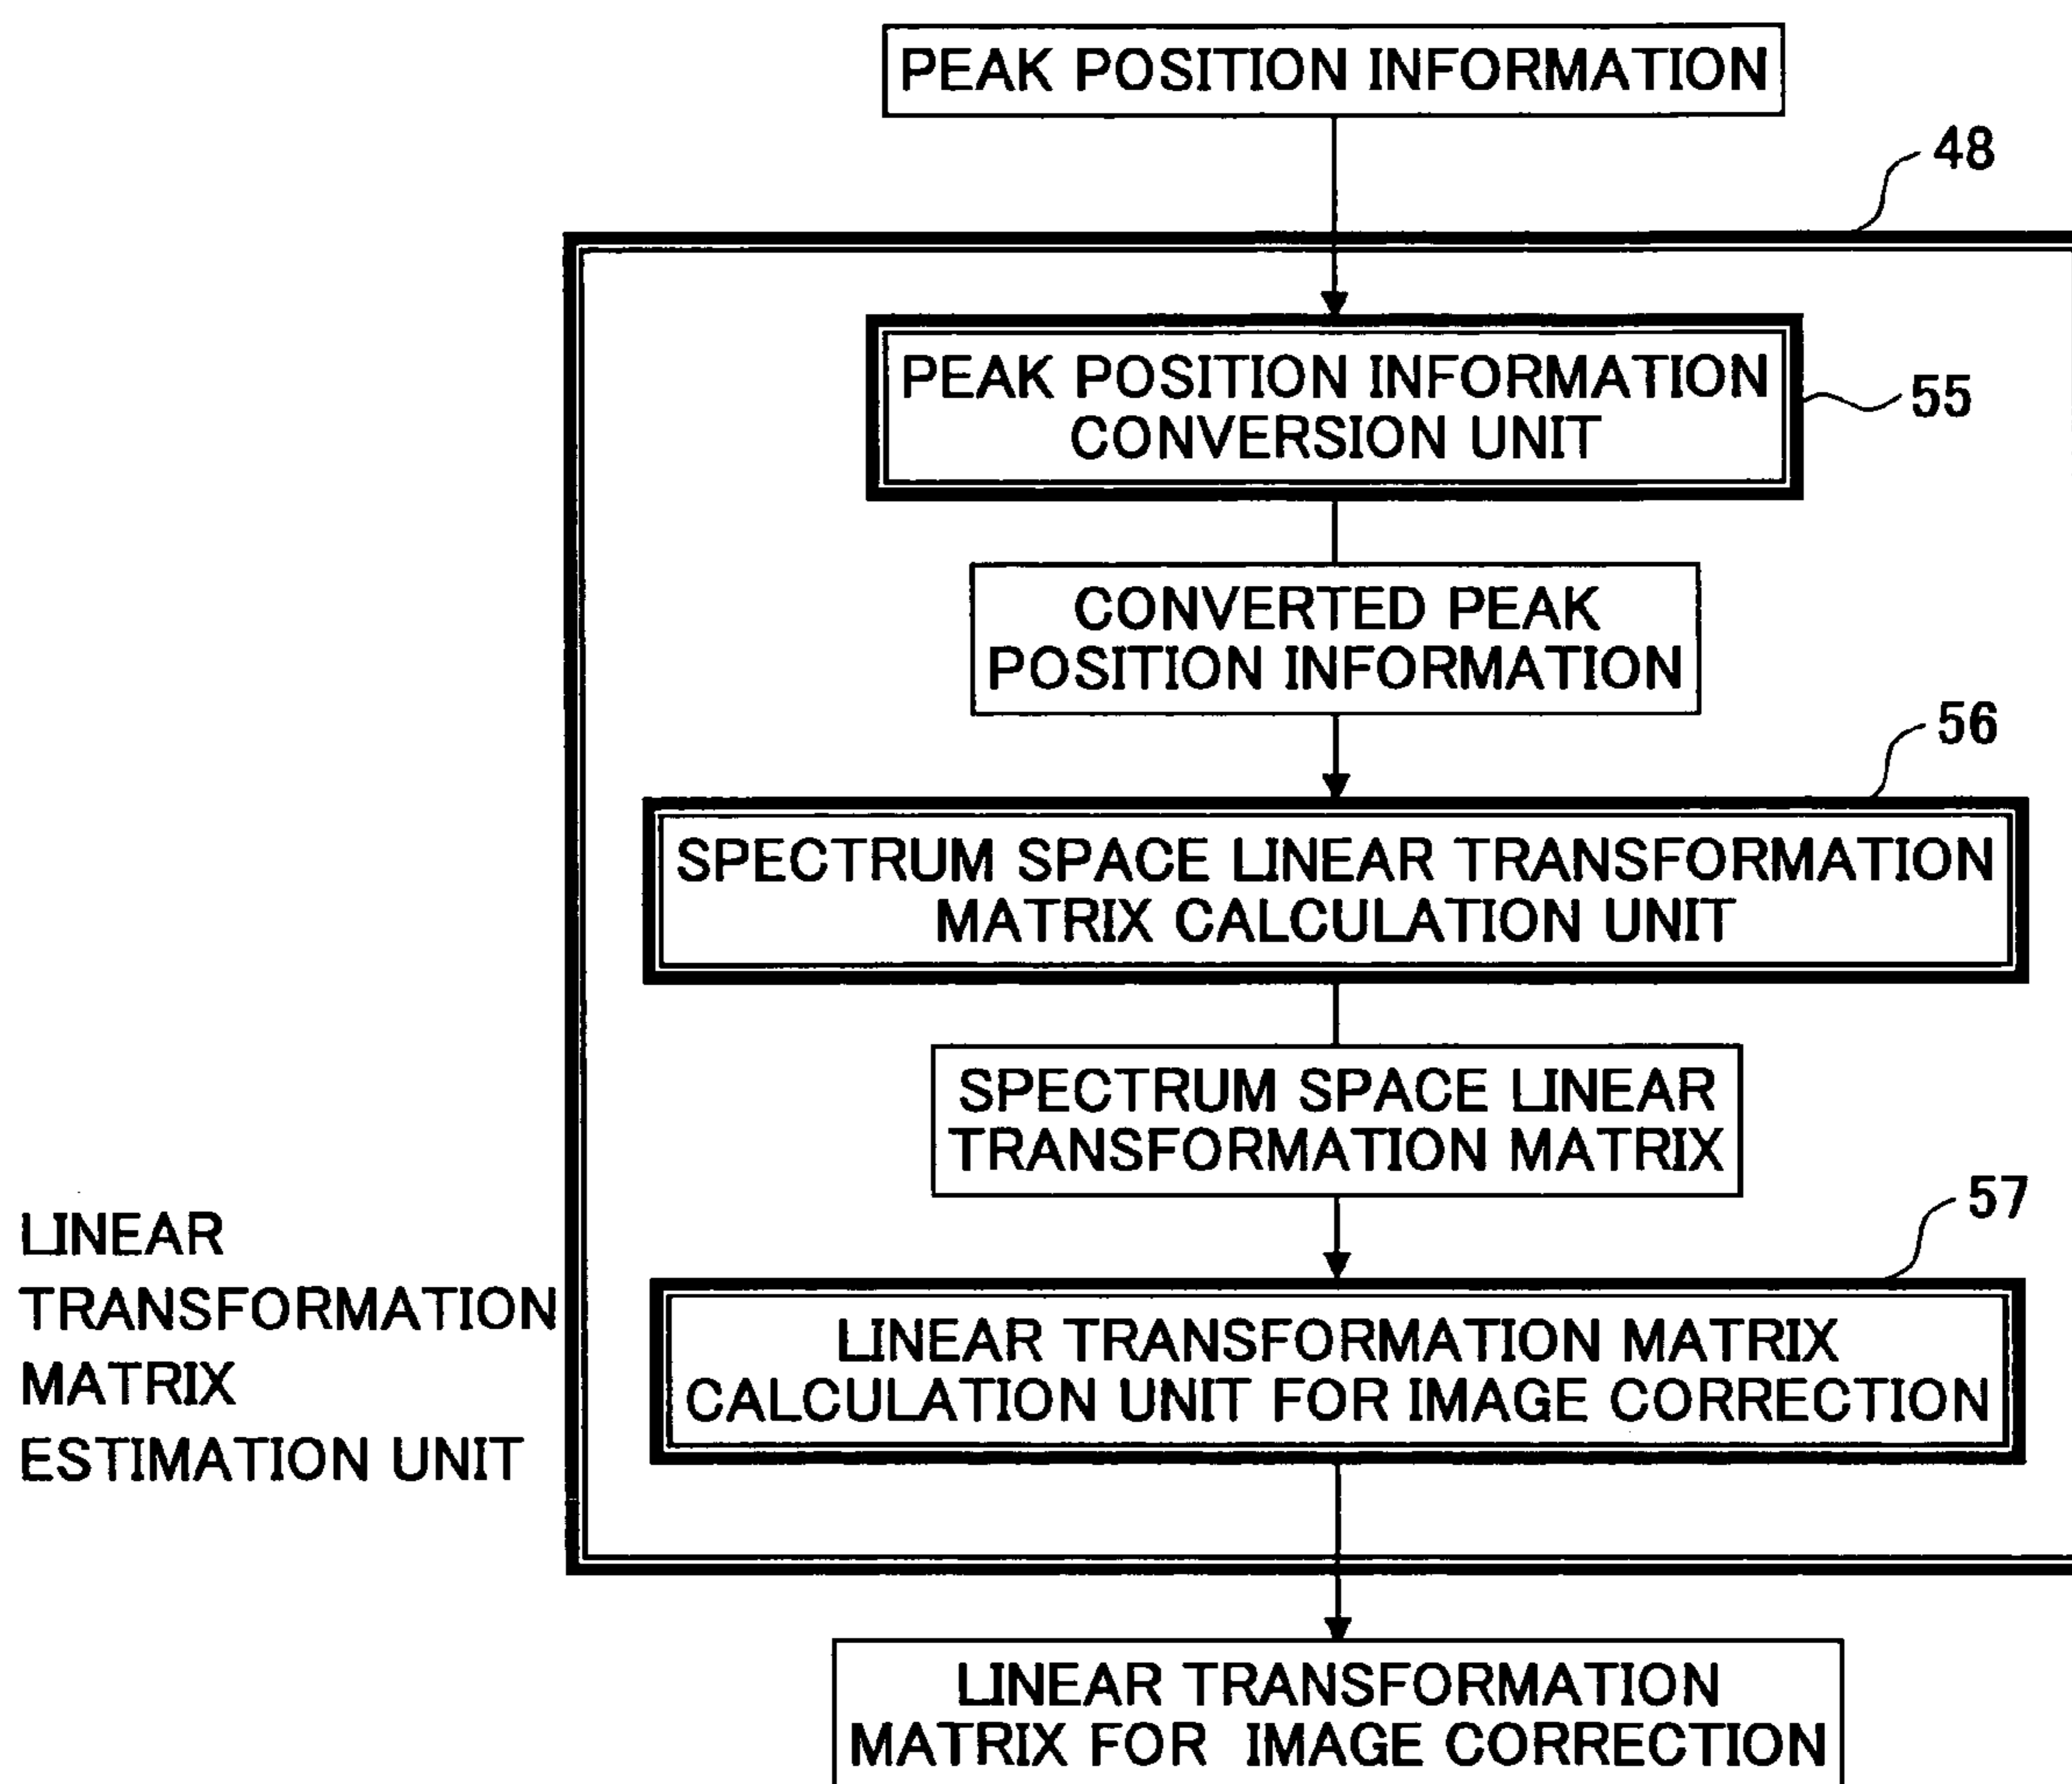 PEAK POSITION INFORMATION
48
PEAK POSITION INFORMATION
CONVERSION UNIT
55
CONVERTED PEAK
POSITION INFORMATION
56
SPECTRUM SPACE LINEAR TRANSFORMATION
MATRIX CALCULATION UNIT
SPECTRUM SPACE LINEAR
TRANSFORMATION MATRIX
57
LINEAR
TRANSFORMATION
MATRIX
ESTIMATION UNIT
LINEAR TRANSFORMATION MATRIX
CALCULATION UNIT FOR IMAGE CORRECTION
LINEAR TRANSFORMATION
MATRIX FOR IMAGE CORRECTION